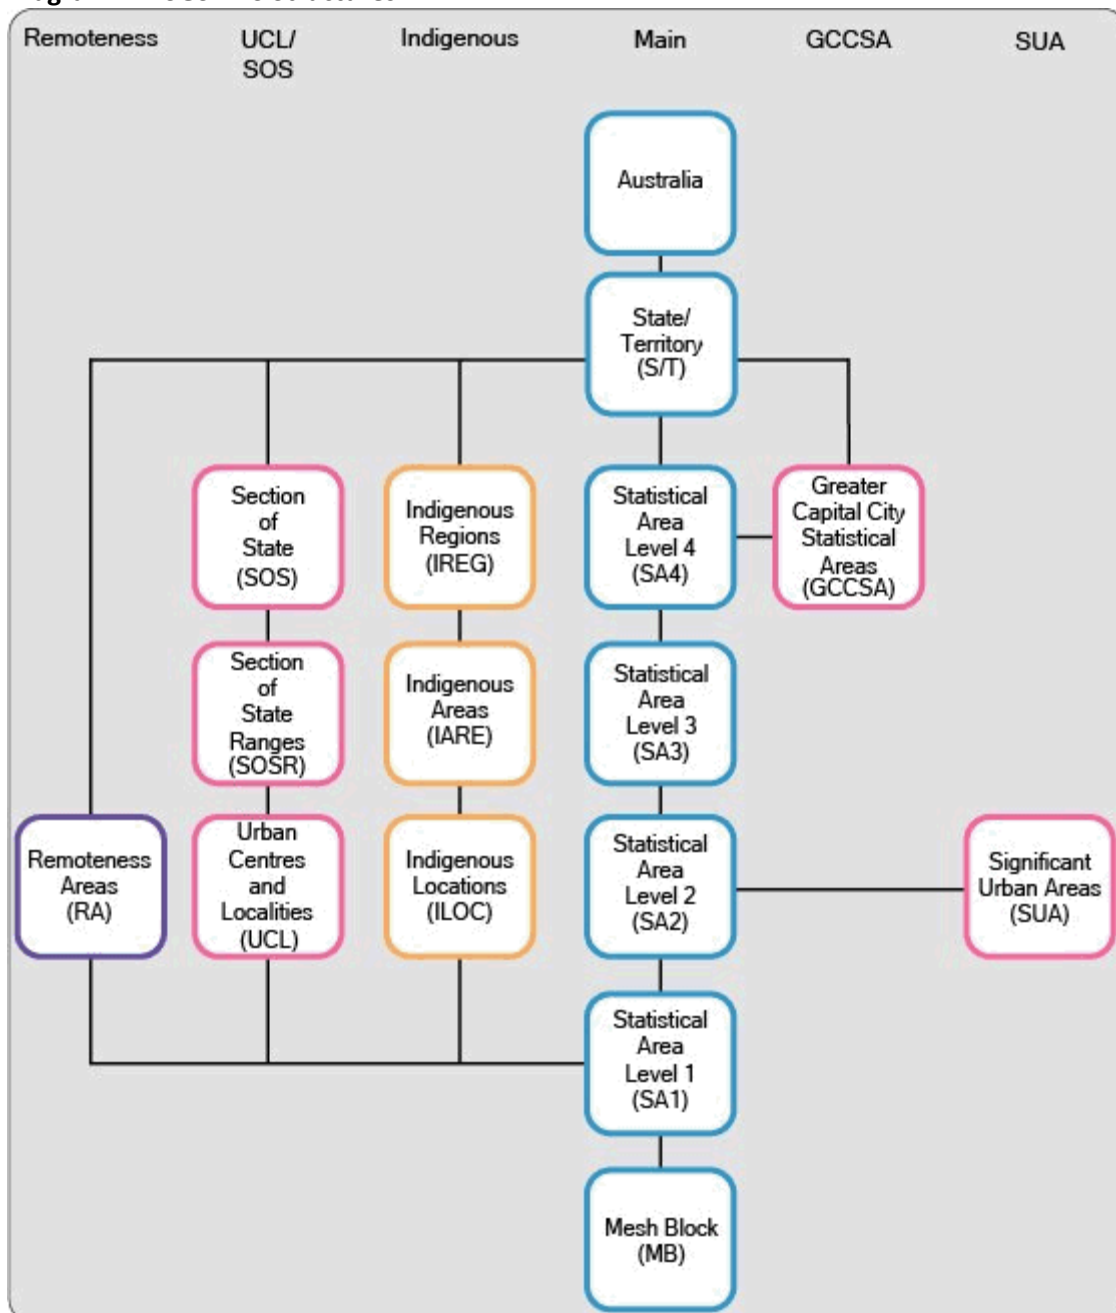 Remoteness
UCL/
SOS
Indigenous
Main
GCCSA
SUA
Australia
State/
Territory
(S/T)
Section
of
State
(SOS)
Indigenous
Regions
(IREG)
Statistical
Area
Level 4
(SA4)
Greater
Capital City
Statistical
Areas
(GCCSA)
Section
of
State
Ranges
(SOSR)
Indigenous
Areas
(IARE)
Statistical
Area
Level 3
(SA3)
Remoteness
Areas
(RA)
Urban
Centres
and
Localities
(UCL)
Indigenous
Locations
(ILOC)
Statistical
Area
Level 2
(SA2)
Significant
Urban Areas
(SUA)
Statistical
Area
Level 1
(SA1)
Mesh Block
(MB)